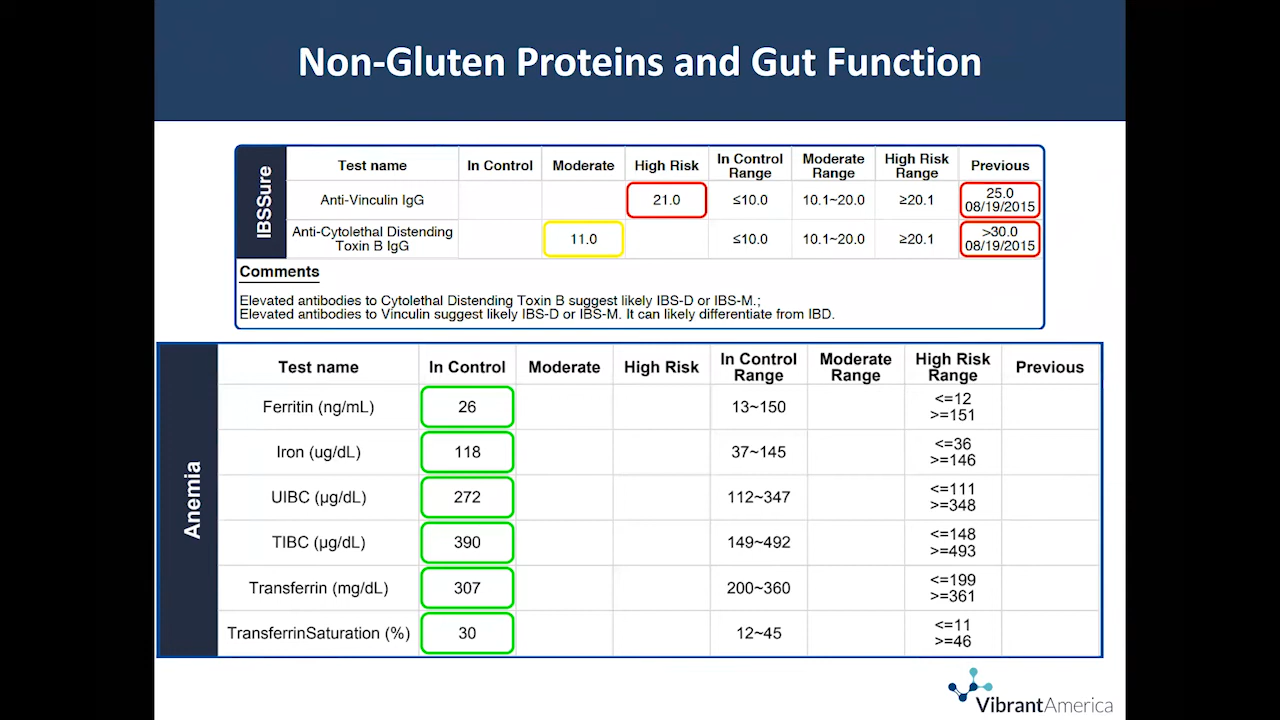 Non-Gluten Proteins and Gut Function
IBSSure
Test name In Control Moderate High Risk In Control Range Moderate Range High Risk Range Previous
Anti-Vinculin IgG 21.0 ≤10.0 10.1~20.0 ≥20.1 25.0 08/19/2015
Anti-Cytolethal Distending Toxin B IgG 11.0 ≤10.0 10.1~20.0 ≥20.1 >30.0 08/19/2015
Comments
Elevated antibodies to Cytolethal Distending Toxin B suggest likely IBS-D or IBS-M.;
Elevated antibodies to Vinculin suggest likely IBS-D or IBS-M. It can likely differentiate from IBD.
Anemia
Test name In Control Moderate High Risk In Control Range Moderate Range High Risk Range Previous
Ferritin (ng/mL) 26 13~150 <=12 >=151
Iron (ug/dL) 118 37~145 <=36 >=146
UIBC (µg/dL) 272 112~347 <=111 >=348
TIBC (µg/dL) 390 149~492 <=148 >=493
Transferrin (mg/dL) 307 200~360 <=199 >=361
TransferrinSaturation (%) 30 12~45 <=11 >=46
VibrantAmerica